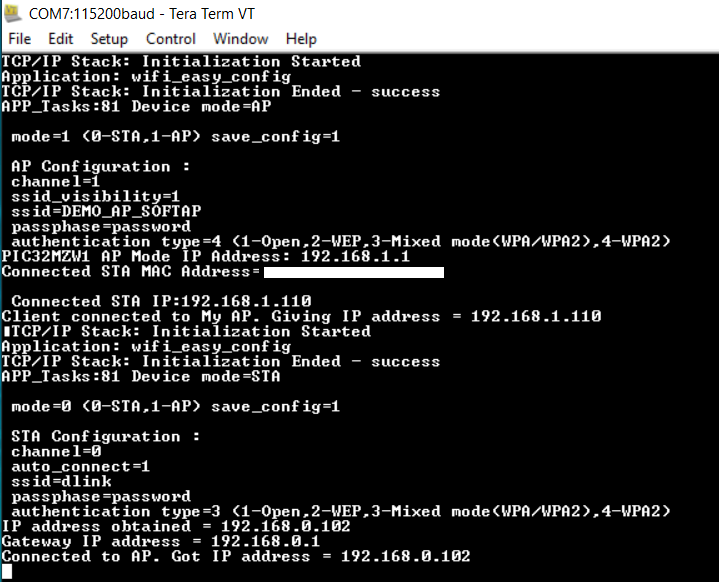 COM7:115200baud - Tera Term VT
File Edit Setup Control Window Help
TCP/IP Stack: Initialization Started
Application: wifi_easy_config
TCP/IP Stack: Initialization Ended - success
APP_Tasks:81 Device mode=AP
mode=1 (0-STA,1-AP) save_config=1
AP Configuration :
channel=1
ssid_visibility=1
ssid=DEMO_AP_SOFTAP
passphase=password
authentication type=4 (1-Open,2-WEP,3-Mixed mode(WPA/WPA2),4-WPA2)
PIC32MZW1 AP Mode IP Address: 192.168.1.1
Connected STA MAC Address=
Connected STA IP:192.168.1.110
Client connected to My AP. Giving IP address = 192.168.1.110
TCP/IP Stack: Initialization Started
Application: wifi_easy_config
TCP/IP Stack: Initialization Ended - success
APP_Tasks:81 Device mode=STA
mode=0 (0-STA,1-AP) save_config=1
STA Configuration :
channel=0
auto_connect=1
ssid=dlink
passphase=password
authentication type=3 (1-Open,2-WEP,3-Mixed mode(WPA/WPA2),4-WPA2)
IP address obtained = 192.168.0.102
Gateway IP address = 192.168.0.1
Connected to AP. Got IP address = 192.168.0.102